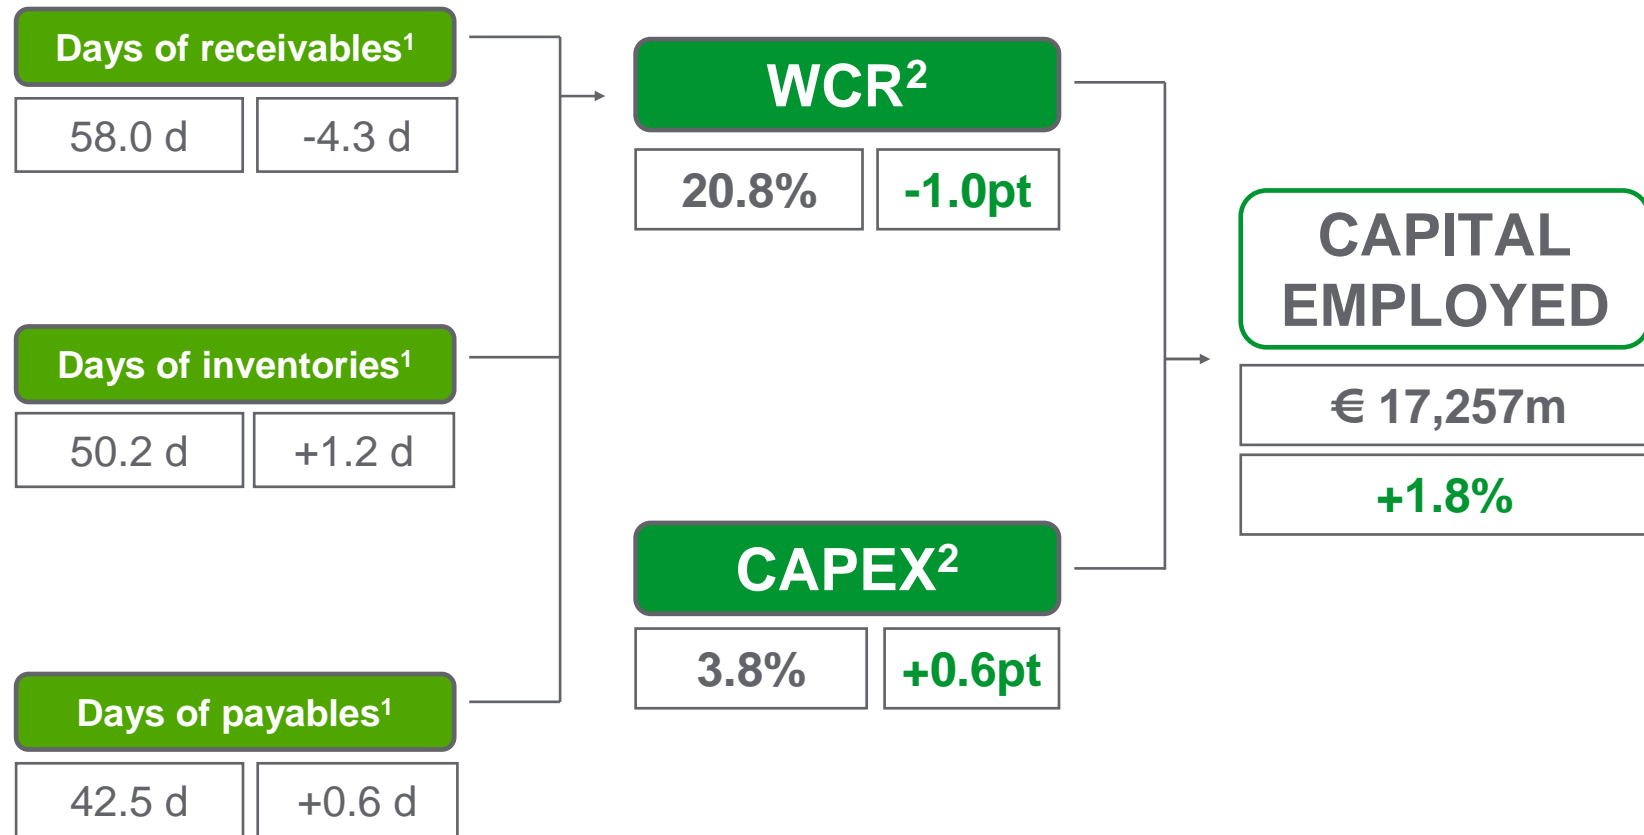 Days of receivables¹
58.0 d
-4.3 d
Days of inventories¹
50.2 d
+1.2 d
Days of payables¹
42.5 d
+0.6 d
WCR²
20.8%
-1.0pt
CAPEX²
3.8%
+0.6pt
CAPITAL
EMPLOYED
€ 17,257m
+1.8%